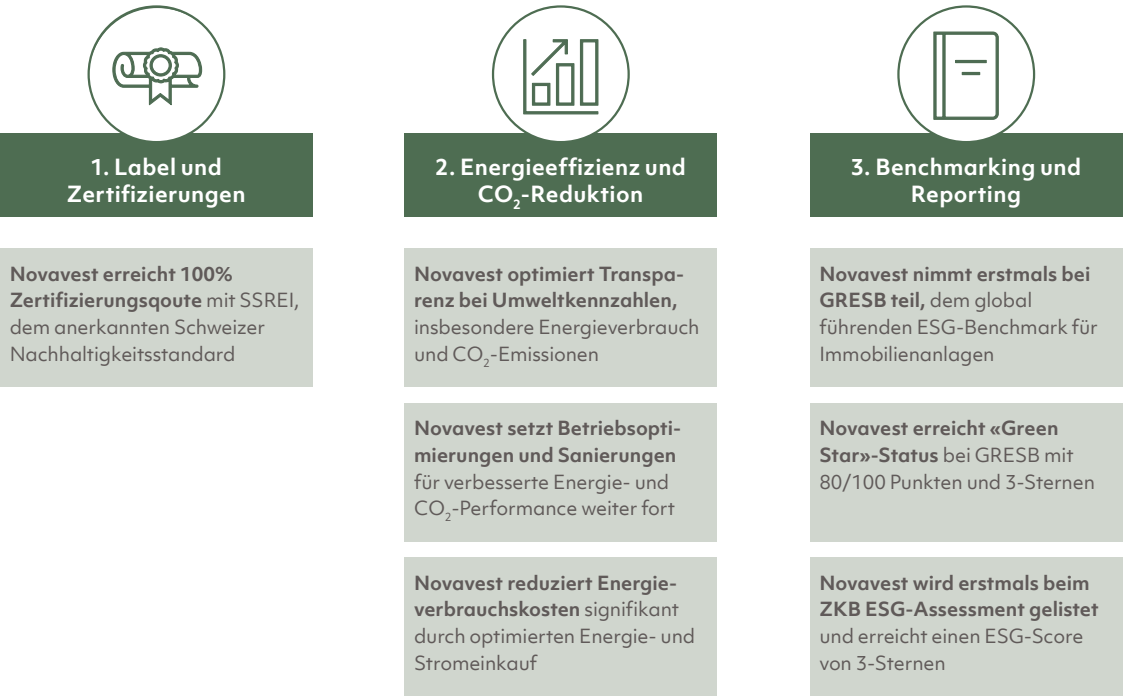 1. Label und
Zertifizierungen
Novavest erreicht 100%
Zertifizierungsqoute mit SSREI,
dem anerkannten Schweizer
Nachhaltigkeitsstandard
2. Energieeffizienz und
CO₂-Reduktion
Novavest optimiert Transpa-
renz bei Umweltkennzahlen,
insbesondere Energieverbrauch
und CO₂-Emissionen
Novavest setzt Betriebsopti-
mierungen und Sanierungen
für verbesserte Energie- und
CO₂-Performance weiter fort
Novavest reduziert Energie-
verbrauchskosten signifikant
durch optimierten Energie- und
Stromeinkauf
3. Benchmarking und
Reporting
Novavest nimmt erstmals bei
GRESB teil, dem global
führenden ESG-Benchmark für
Immobilienanlagen
Novavest erreicht «Green
Star»-Status bei GRESB mit
80/100 Punkten und 3-Sternen
Novavest wird erstmals beim
ZKB ESG-Assessment gelistet
und erreicht einen ESG-Score
von 3-Sternen